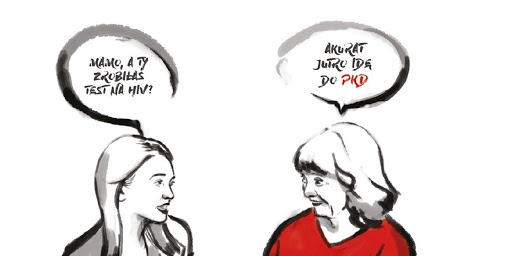 MAMO, A TY
ZROBIŁAŚ
TEST NA HIV?
AKURAT
JUTRO IDĘ
DO PKD